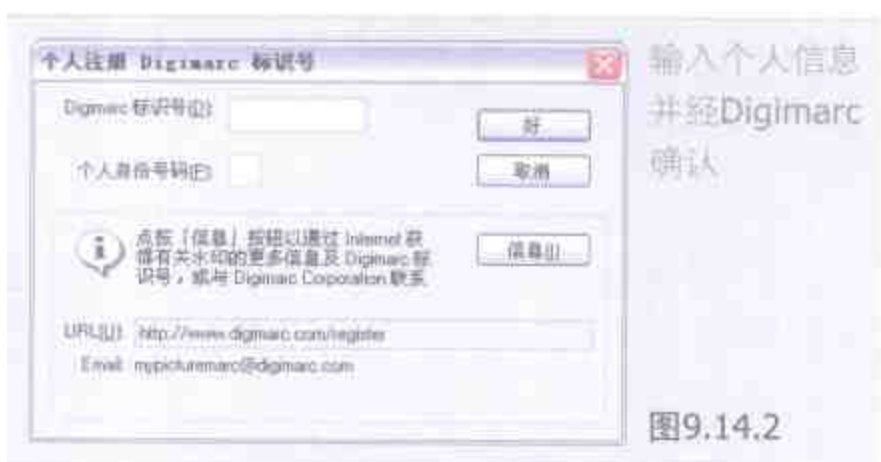 个人注册 Digimarc 标识号
Digimarc 标识号(D):
好
个人身份号码(E):
取消
点按「信息」按钮以通过 Internet 获
得有关水印的更多信息及 Digimarc 标
识号,或与 Digimarc Corporation 联系
信息(I)
URL(U): http://www.digimarc.com/register
Email: mypicturemarc@digimarc.com
输入个人信息
并经Digimarc
确认
图9.14.2